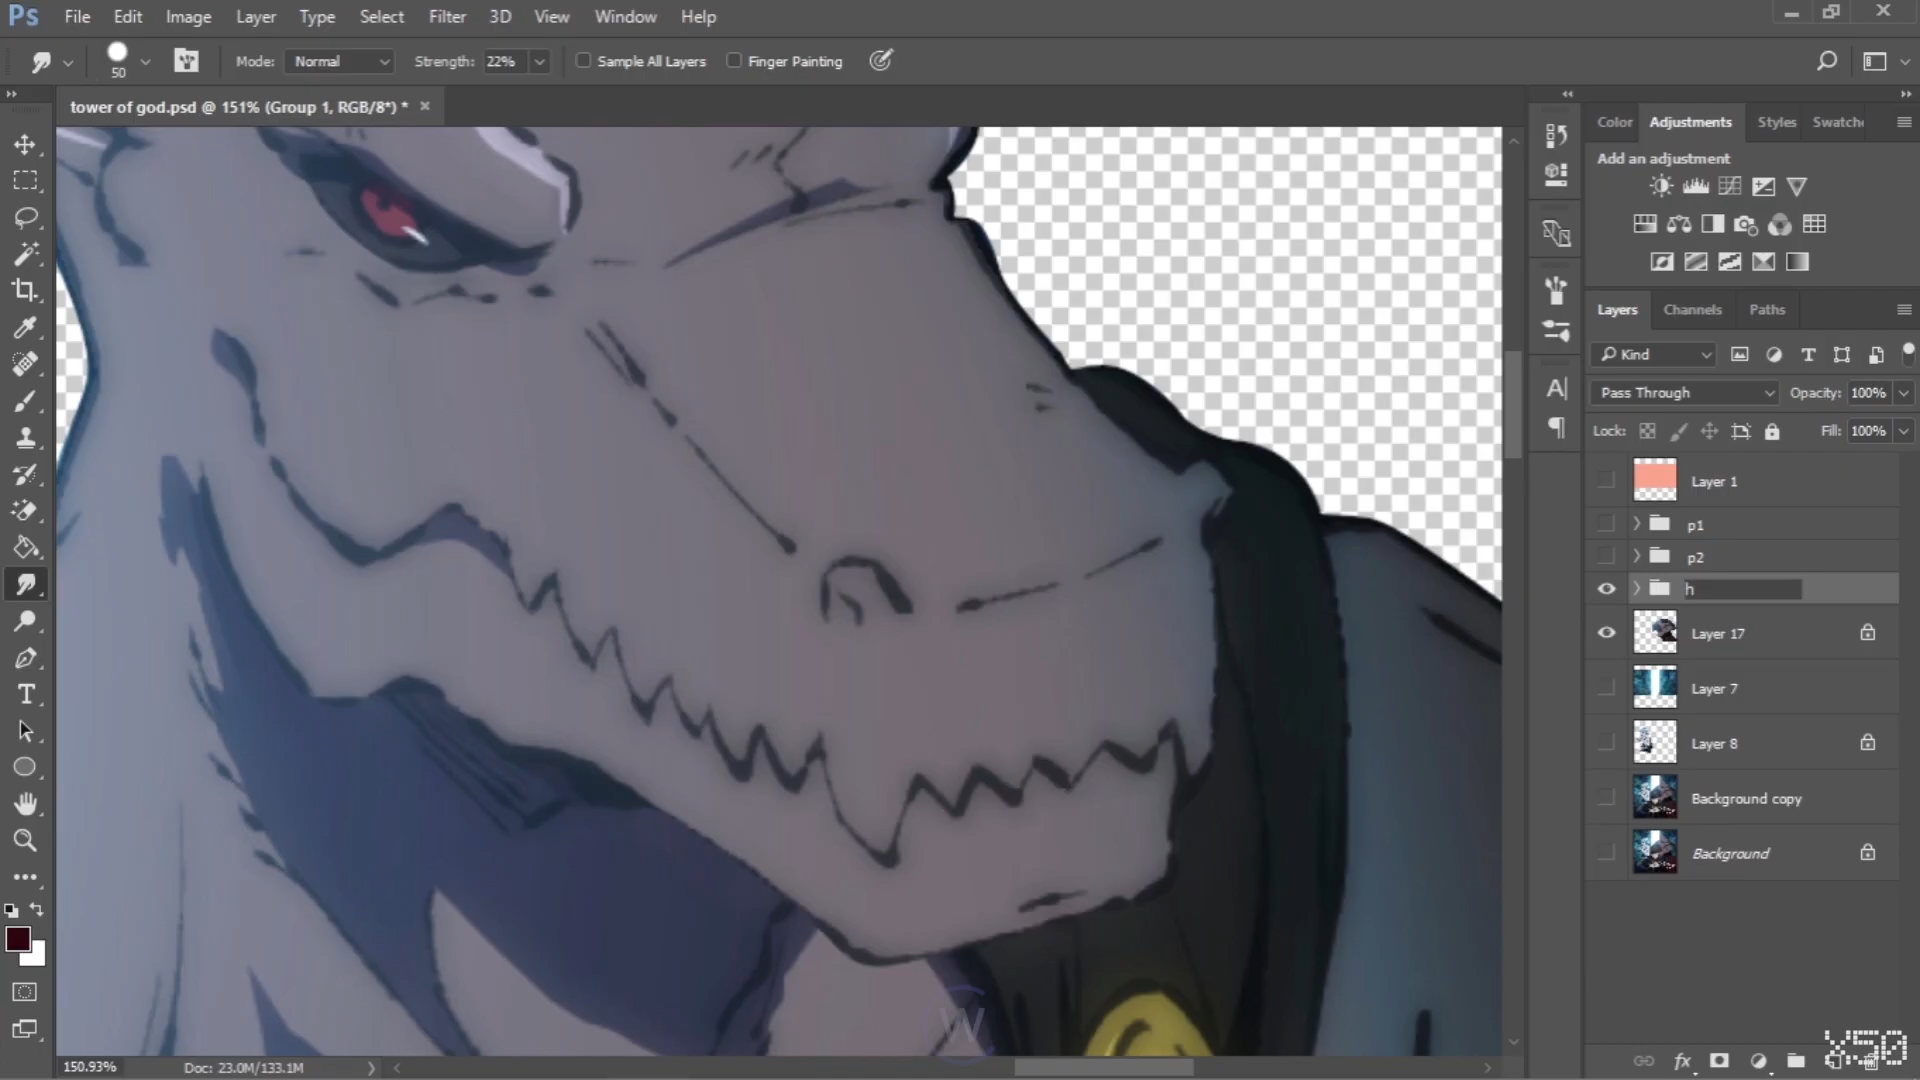 Ps File Edit Image Layer Type Select Filter 3D View Window Help
50 Mode: Normal Strength: 22% Sample All Layers Finger Painting
tower of god.psd @ 151% (Group 1, RGB/8*) *
Color Adjustments Styles Swatch
Add an adjustment
Layers Channels Paths
Kind
Pass Through Opacity: 100%
Lock: Fill: 100%
Layer 1
p1
p2
h
Layer 17
Layer 7
Layer 8
Background copy
Background
W
150.93% Doc: 23.0M/133.1M
X50